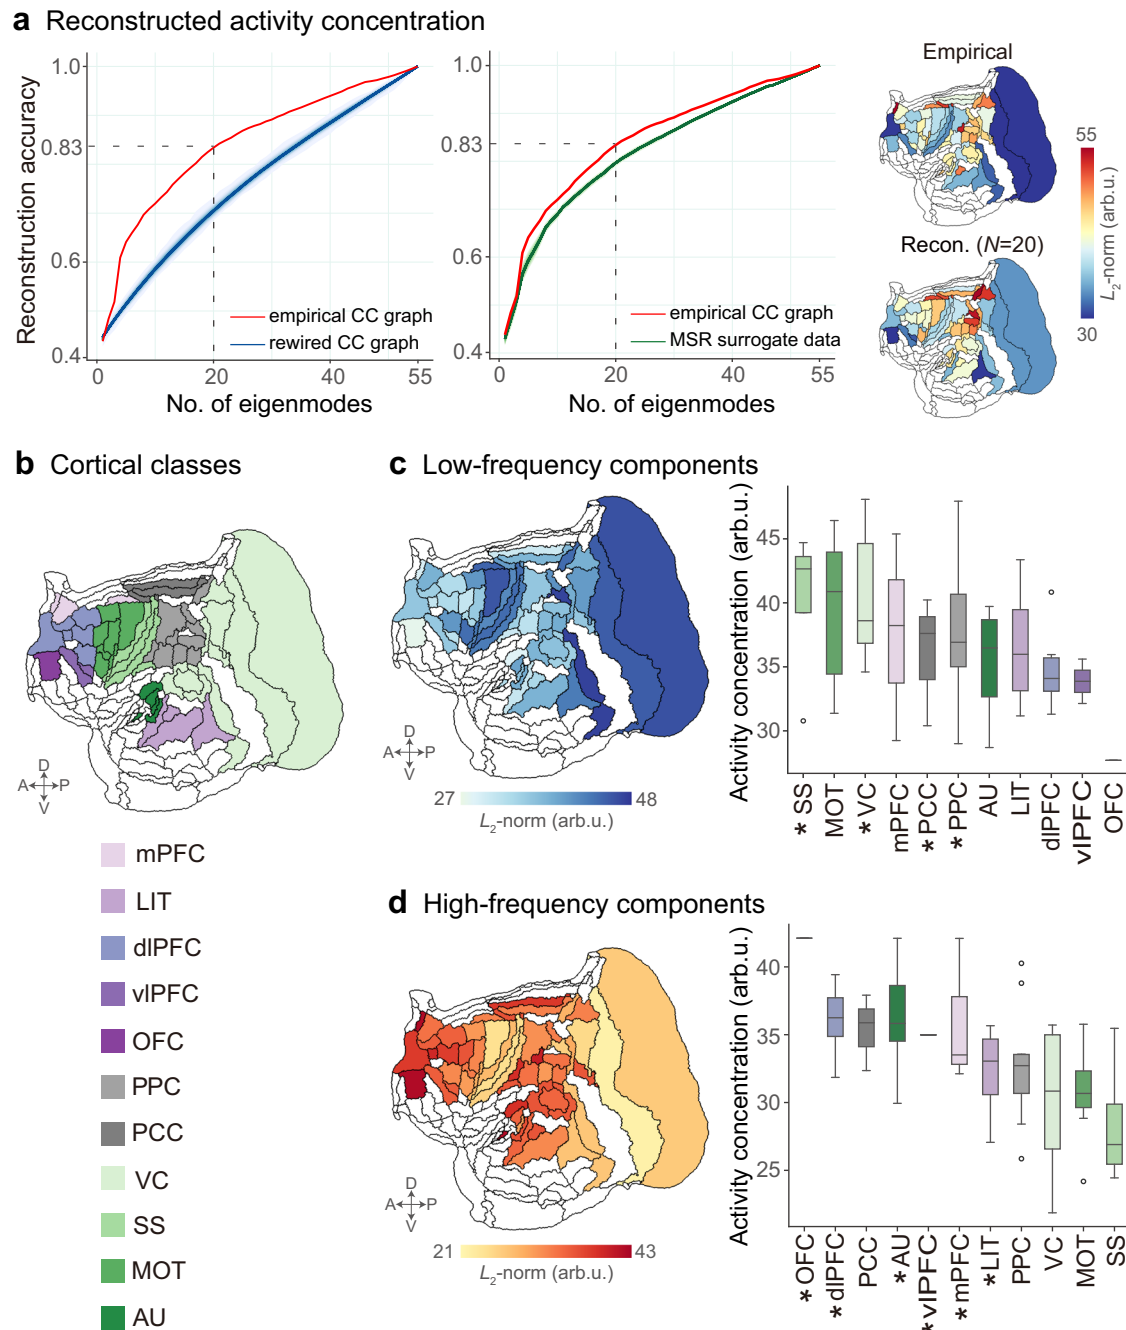 a Reconstructed activity concentration
Reconstruction accuracy
1.0
0.83
0.6
0.4
empirical CC graph
rewired CC graph
0
20
40
55
No. of eigenmodes
1.0
0.83
0.6
0.4
empirical CC graph
MSR surrogate data
0
20
40
55
No. of eigenmodes
Empirical
Recon. (N=20)
55
L2-norm (arb.u.)
30
b Cortical classes
D
A P
V
mPFC
LIT
dlPFC
vlPFC
OFC
PPC
PCC
VC
SS
MOT
AU
c Low-frequency components
D
A P
V
27 48
L2-norm (arb.u.)
Activity concentration (arb.u.)
45
40
35
30
* SS
MOT
* VC
mPFC
* PCC
* PPC
AU
LIT
dlPFC
vlPFC
OFC
d High-frequency components
D
A P
V
21 43
L2-norm (arb.u.)
Activity concentration (arb.u.)
40
35
30
25
* OFC
* dlPFC
PCC
* AU
* vlPFC
* mPFC
* LIT
PPC
VC
MOT
SS